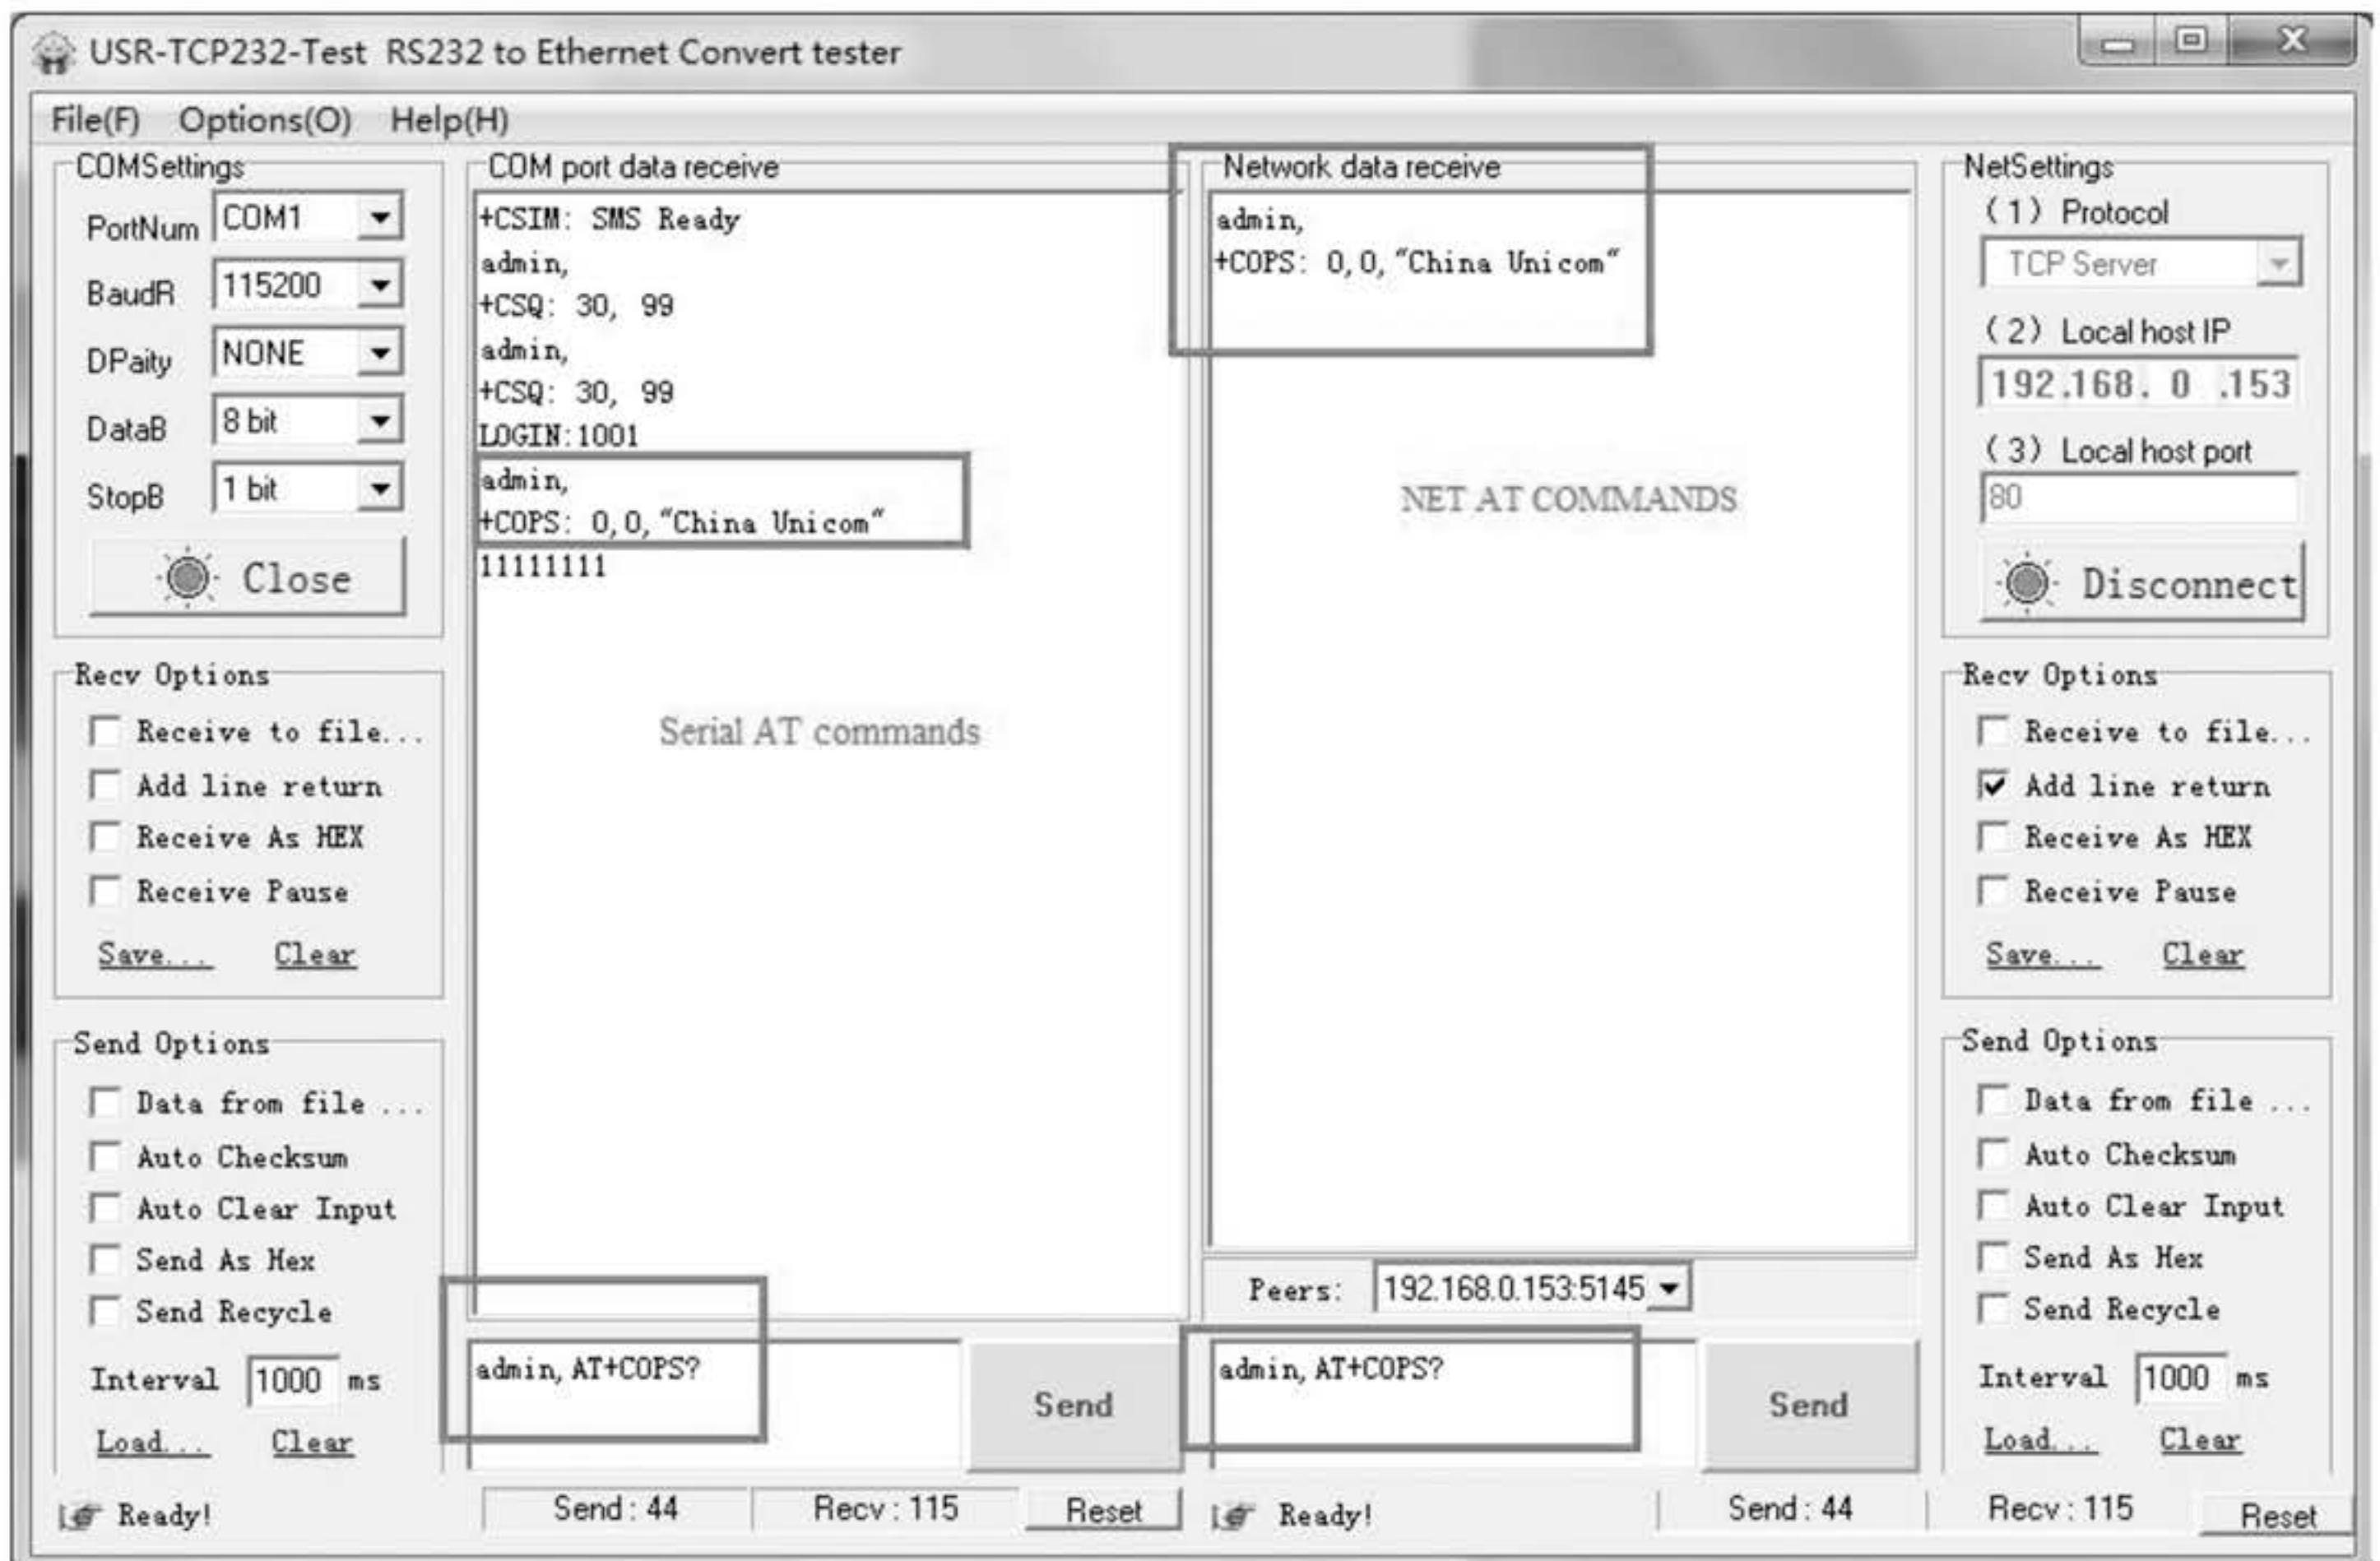 USR-TCP232-Test RS232 to Ethernet Convert tester
File(F) Options(O) Help(H)
COMSettings
PortNum COM1
BaudR 115200
DPaity NONE
DataB 8 bit
StopB 1 bit
Close
Recv Options
Receive to file...
Add line return
Receive As HEX
Receive Pause
Save... Clear
Send Options
Data from file ...
Auto Checksum
Auto Clear Input
Send As Hex
Send Recycle
Interval 1000 ms
Load... Clear
Ready!
COM port data receive
+CSIM: SMS Ready
admin,
+CSQ: 30, 99
admin,
+CSQ: 30, 99
LOGIN:1001
admin,
+COPS: 0,0,"China Unicom"
11111111
Serial AT commands
admin, AT+COPS?
Send
Send : 44 Recv : 115 Reset
Network data receive
admin,
+COPS: 0,0,"China Unicom"
NET AT COMMANDS
Peers: 192.168.0.153:5145
admin, AT+COPS?
Send
Ready! Send : 44 Recv : 115 Reset
NetSettings
(1) Protocol
TCP Server
(2) Local host IP
192.168. 0 .153
(3) Local host port
80
Disconnect
Recv Options
Receive to file...
Add line return
Receive As HEX
Receive Pause
Save... Clear
Send Options
Data from file ...
Auto Checksum
Auto Clear Input
Send As Hex
Send Recycle
Interval 1000 ms
Load... Clear